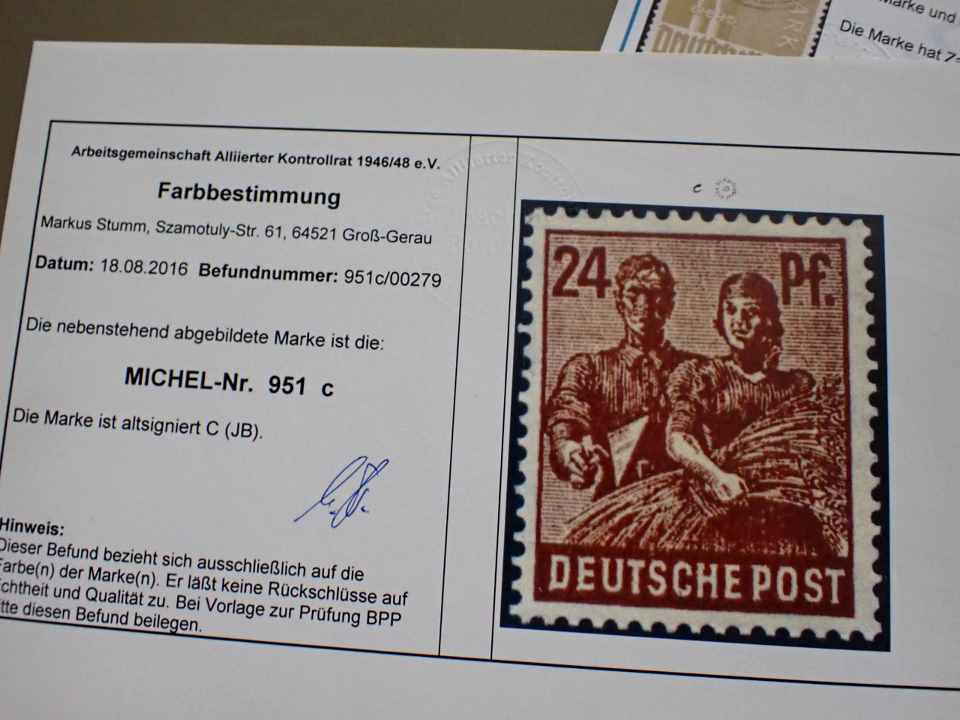 Marke und
Die Marke hat
Arbeitsgemeinschaft Alliierter Kontrollrat 1946/48 e.V.
Farbbestimmung
Markus Stumm, Szamotuly-Str. 61, 64521 Groß-Gerau
Datum: 18.08.2016 Befundnummer: 951c/00279
Die nebenstehend abgebildete Marke ist die:
MICHEL-Nr. 951 c
Die Marke ist altsigniert C (JB).
Hinweis:
Dieser Befund bezieht sich ausschließlich auf die
Farbe(n) der Marke(n). Er läßt keine Rückschlüsse auf
chtheit und Qualität zu. Bei Vorlage zur Prüfung BPP
tte diesen Befund beilegen.
c
24 Pf.
DEUTSCHE POST